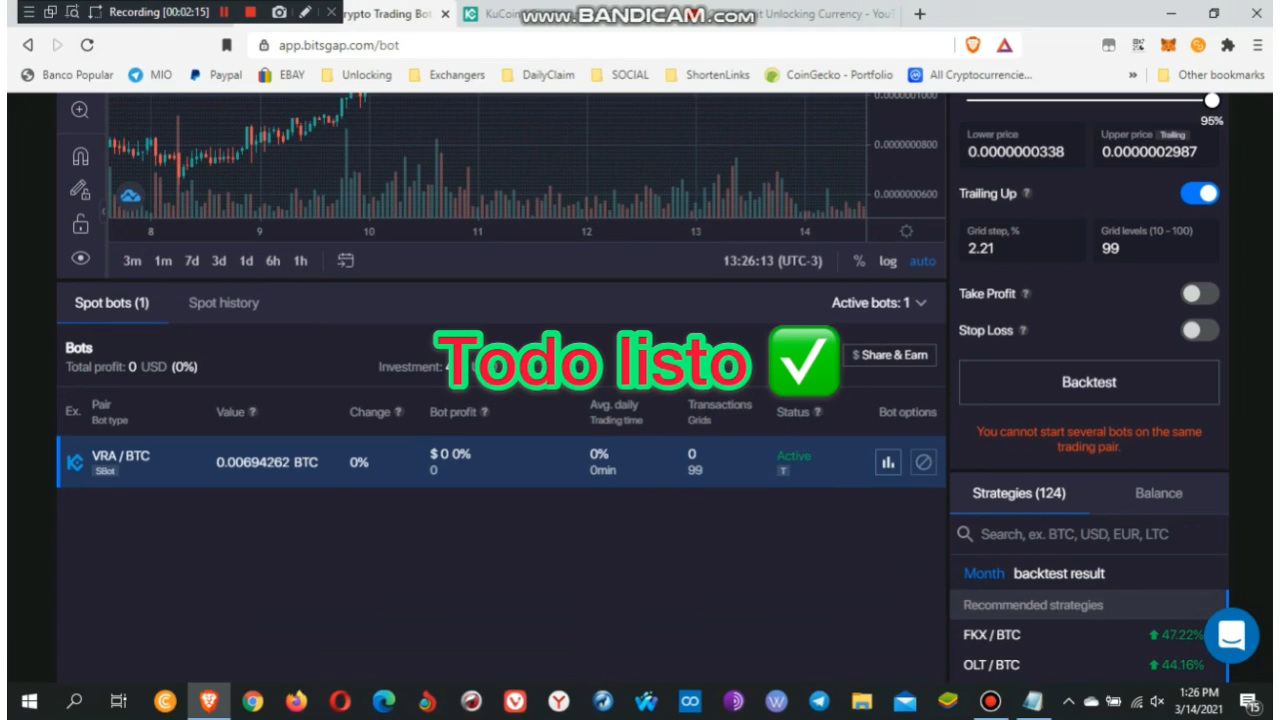 Recording [00:02:15]
rypto Trading Bot
KuCoin
www.BANDICAM.com
it Unlocking Currency - YouT
app.bitsgap.com/bot
Banco Popular
MIO
Paypal
EBAY
Unlocking
Exchangers
DailyClaim
SOCIAL
ShortenLinks
CoinGecko - Portfolio
All Cryptocurrencie...
»
Other bookmarks
0.0000001000
0.0000000800
0.0000000600
8 9 10 11 12 13 14
3m 1m 7d 3d 1d 6h 1h
13:26:13 (UTC-3)
% log auto
95%
Lower price
0.0000000338
Upper price Trailing
0.0000002987
Trailing Up ?
Grid step, %
2.21
Grid levels (10 - 100)
99
Take Profit ?
Stop Loss ?
Backtest
You cannot start several bots on the same
trading pair.
Spot bots (1)
Spot history
Active bots: 1
Bots
Total profit: 0 USD (0%)
Investment:
Todo listo ✅
$ Share & Earn
Ex.
Pair
Bot type
Value ?
Change ?
Bot profit ?
Avg. daily
Trading time
Transactions
Grids
Status ?
Bot options
VRA / BTC
SBot
0.00694262 BTC
0%
$ 0 0%
0
0%
0min
0
99
Active
T
Strategies (124)
Balance
Search, ex. BTC, USD, EUR, LTC
Month backtest result
Recommended strategies
FKX / BTC
47.22%
OLT / BTC
44.16%
1:26 PM
3/14/2021
15